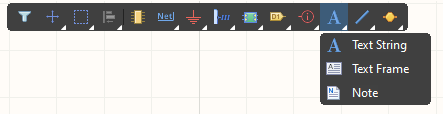 Net
D1
A
A Text String
A Text Frame
N Note